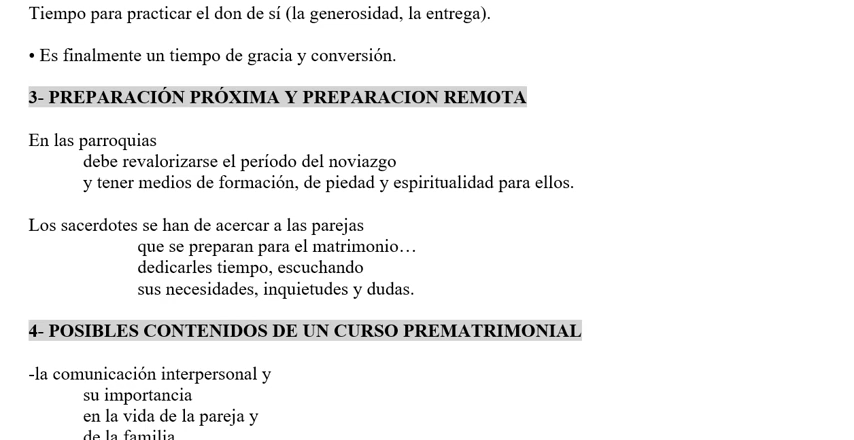 Tiempo para practicar el don de sí (la generosidad, la entrega).
• Es finalmente un tiempo de gracia y conversión.
3- PREPARACIÓN PRÓXIMA Y PREPARACION REMOTA
En las parroquias
debe revalorizarse el período del noviazgo
y tener medios de formación, de piedad y espiritualidad para ellos.
Los sacerdotes se han de acercar a las parejas
que se preparan para el matrimonio…
dedicarles tiempo, escuchando
sus necesidades, inquietudes y dudas.
4- POSIBLES CONTENIDOS DE UN CURSO PREMATRIMONIAL
-la comunicación interpersonal y
su importancia
en la vida de la pareja y
de la familia